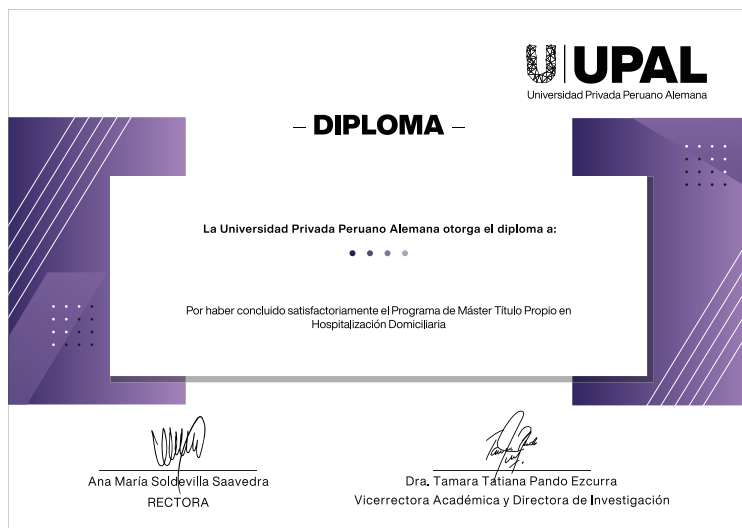 UPAL
Universidad Privada Peruano Alemana
– DIPLOMA –
La Universidad Privada Peruano Alemana otorga el diploma a:
Por haber concluido satisfactoriamente el Programa de Máster Título Propio en
Hospitalización Domiciliaria
Ana María Soldevilla Saavedra
RECTORA
Dra. Tamara Tatiana Pando Ezcurra
Vicerrectora Académica y Directora de Investigación